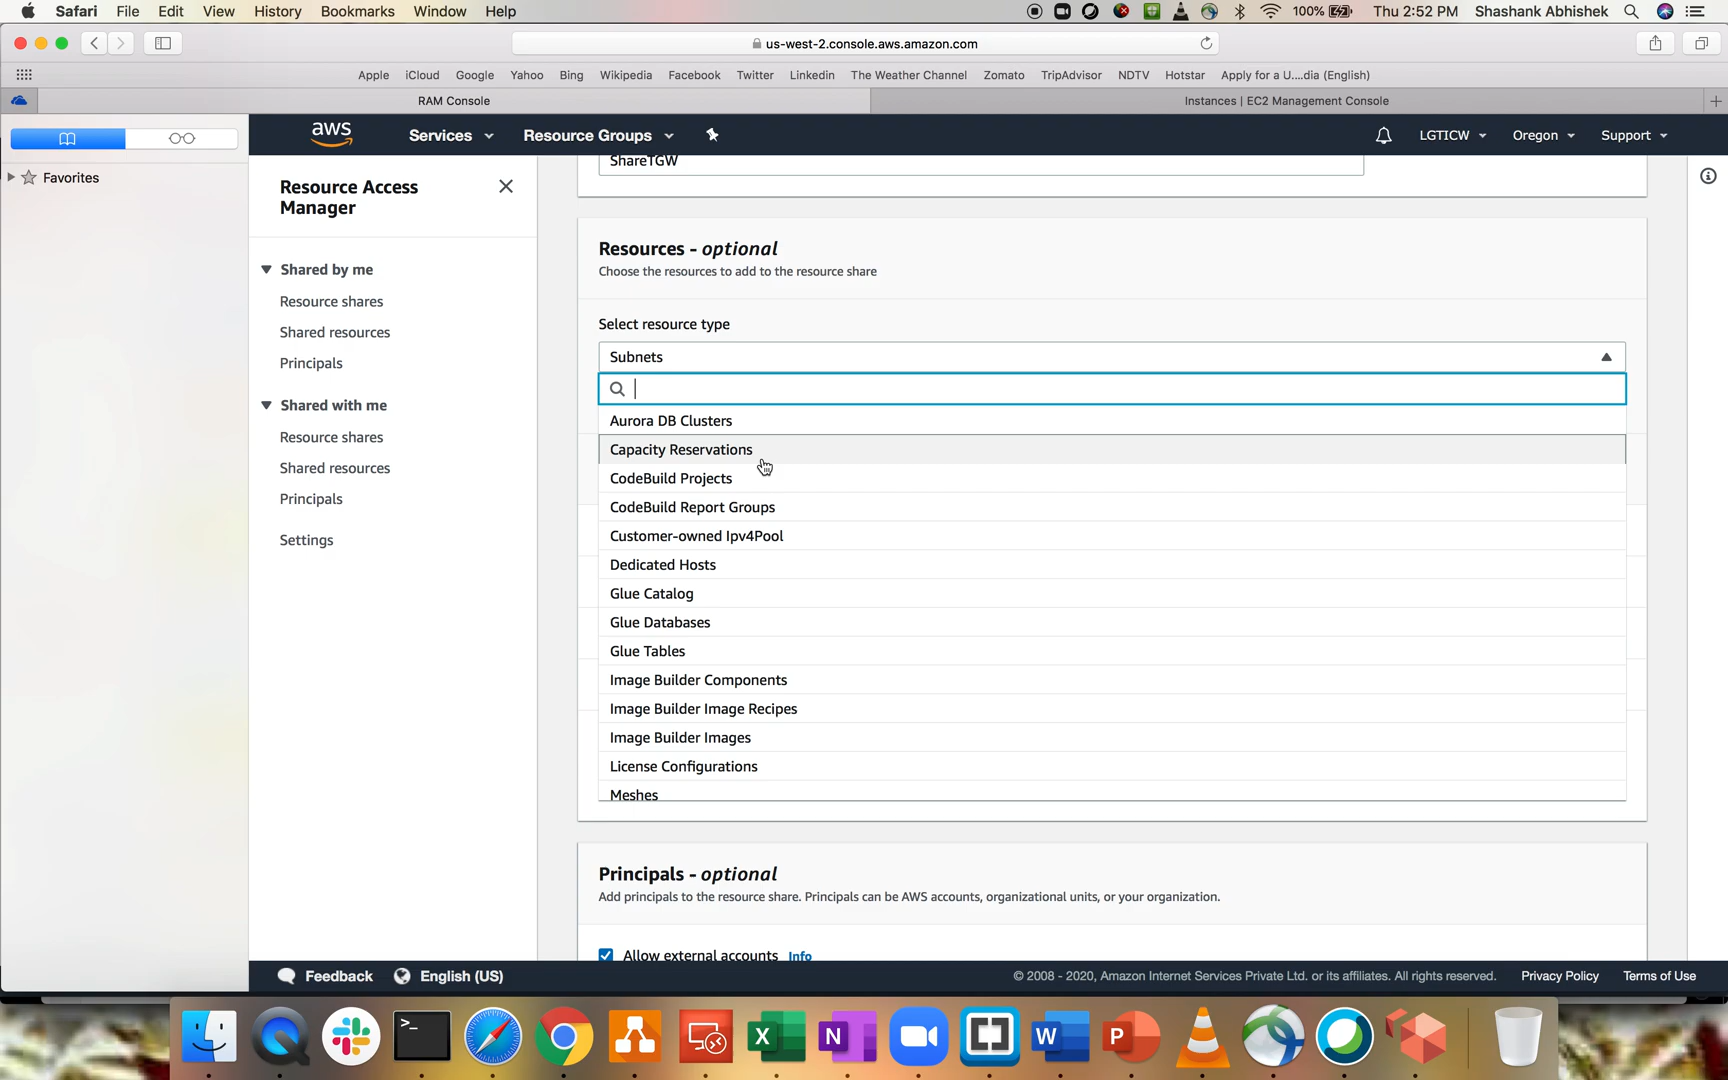 Safari File Edit View History Bookmarks Window Help 100% Thu 2:52 PM Shashank Abhishek
us-west-2.console.aws.amazon.com
Apple iCloud Google Yahoo Bing Wikipedia Facebook Twitter Linkedin The Weather Channel Zomato TripAdvisor NDTV Hotstar Apply for a U....dia (English)
RAM Console Instances | EC2 Management Console
aws Services Resource Groups LGTICW Oregon Support
Favorites
Resource Access
Manager
Shared by me
Resource shares
Shared resources
Principals
Shared with me
Resource shares
Shared resources
Principals
Settings
ShareTGW
Resources - optional
Choose the resources to add to the resource share
Select resource type
Subnets
Aurora DB Clusters
Capacity Reservations
CodeBuild Projects
CodeBuild Report Groups
Customer-owned Ipv4Pool
Dedicated Hosts
Glue Catalog
Glue Databases
Glue Tables
Image Builder Components
Image Builder Image Recipes
Image Builder Images
License Configurations
Meshes
Principals - optional
Add principals to the resource share. Principals can be AWS accounts, organizational units, or your organization.
Allow external accounts Info
Feedback English (US) © 2008 - 2020, Amazon Internet Services Private Ltd. or its affiliates. All rights reserved. Privacy Policy Terms of Use
>_ X N W P